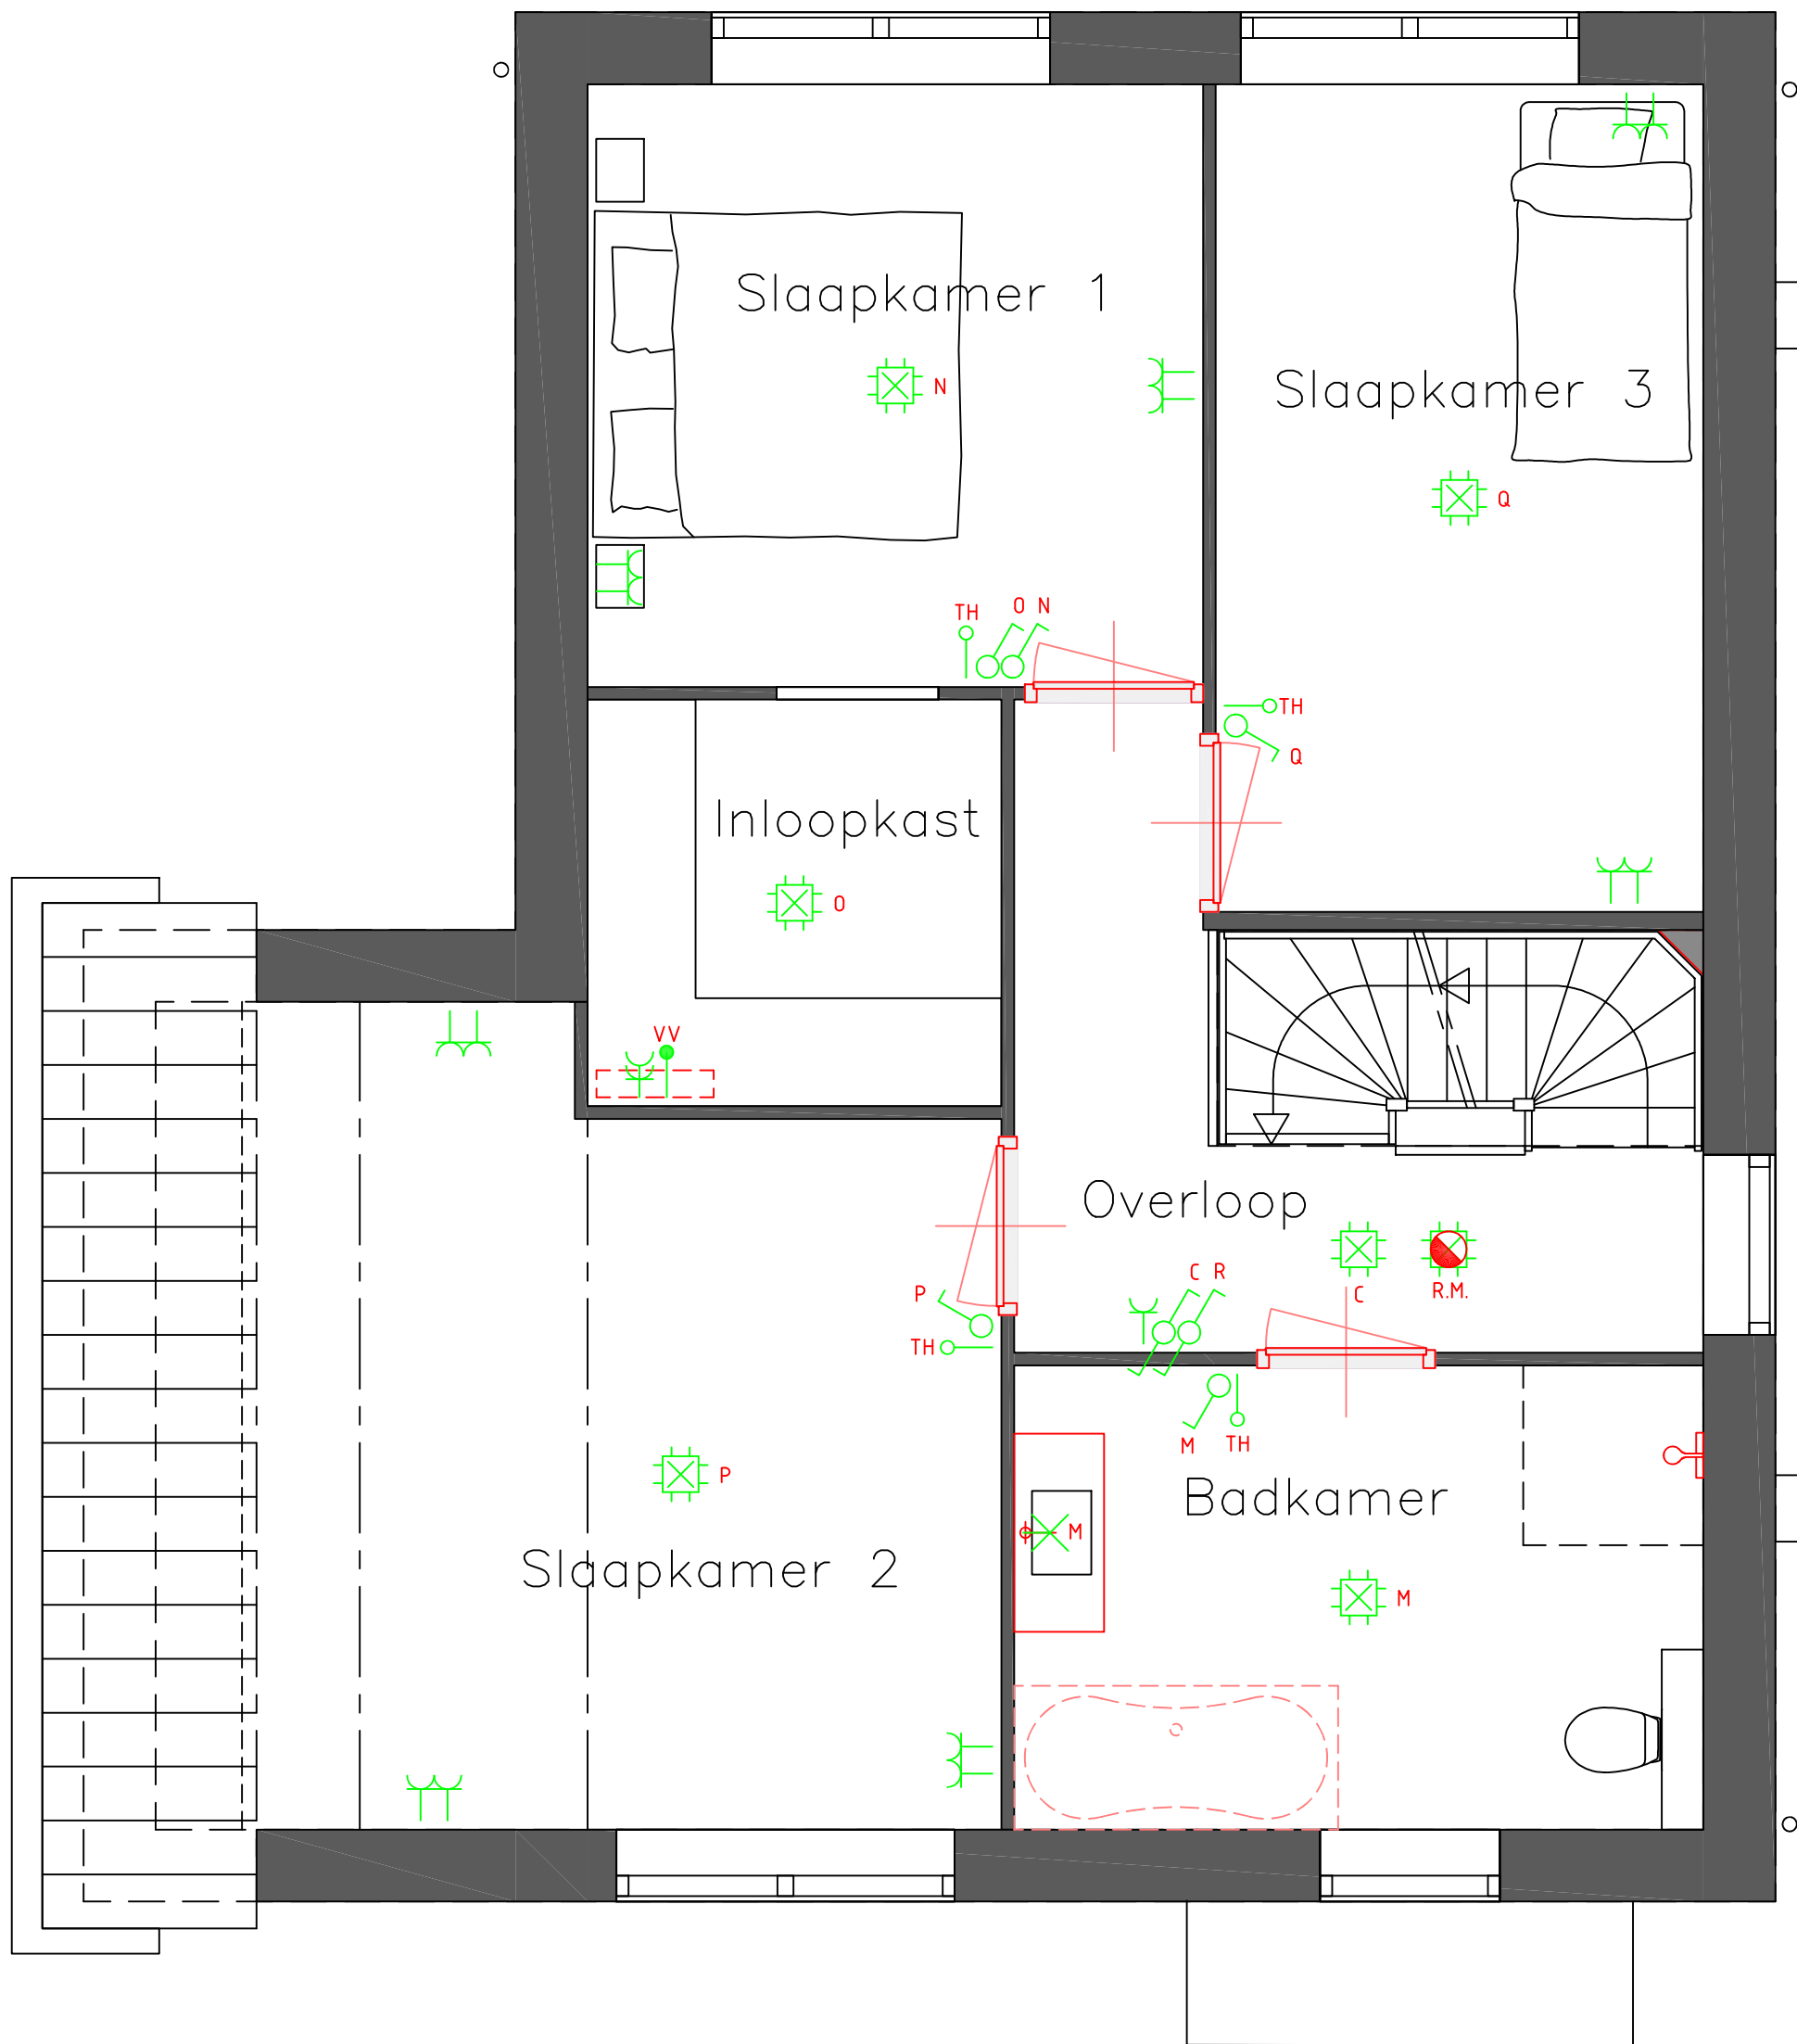 Slaapkamer 1
N
Slaapkamer 3
Q
TH
O N
TH
Q
Inloopkast
O
VV
Overloop
C
R.M.
C R
P
TH
M
TH
P
Badkamer
M
Slaapkamer 2
M